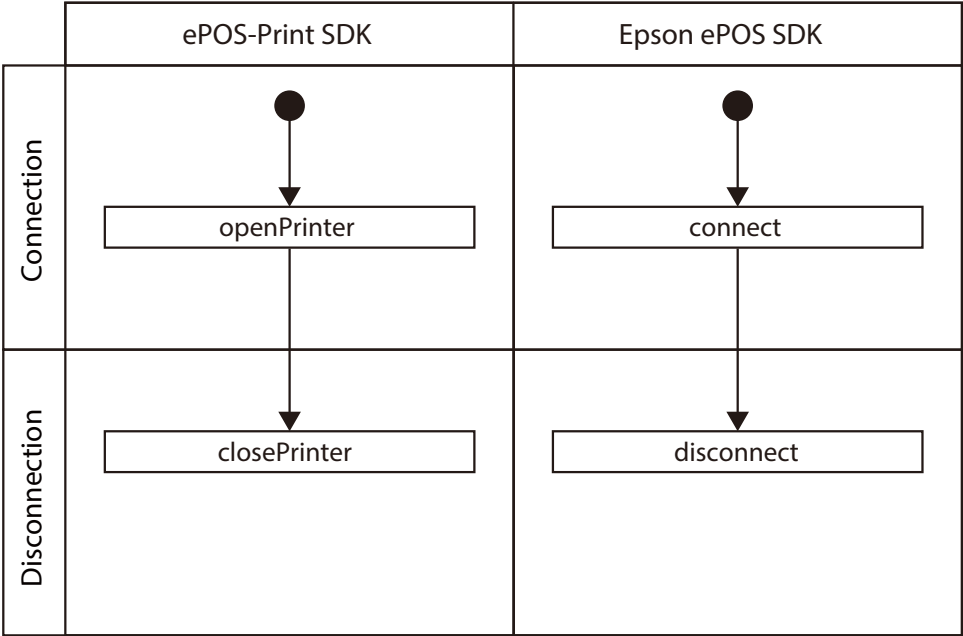 ePOS-Print SDK
Epson ePOS SDK
Connection
openPrinter
connect
Disconnection
closePrinter
disconnect